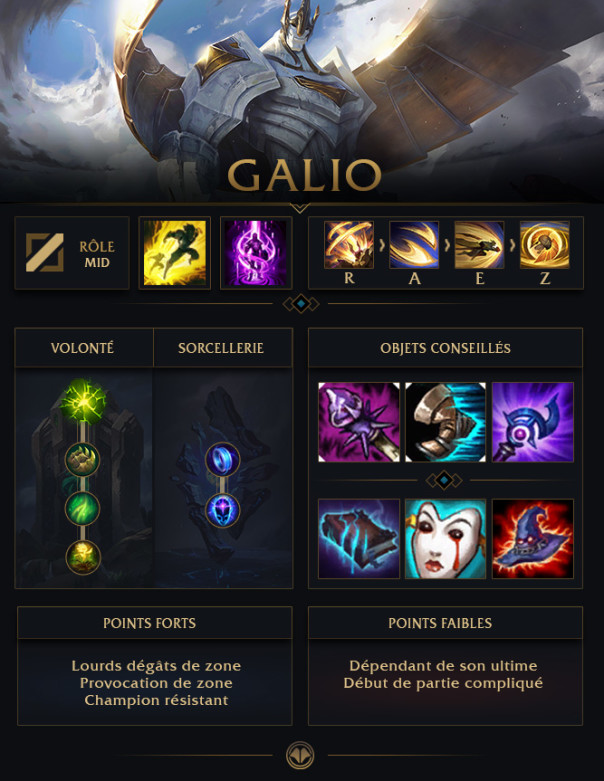 GALIO
RÔLE
MID
R
A
E
Z
VOLONTÉ
SORCELLERIE
OBJETS CONSEILLÉS
POINTS FORTS
Lourds dégâts de zone
Provocation de zone
Champion résistant
POINTS FAIBLES
Dépendant de son ultime
Début de partie compliqué